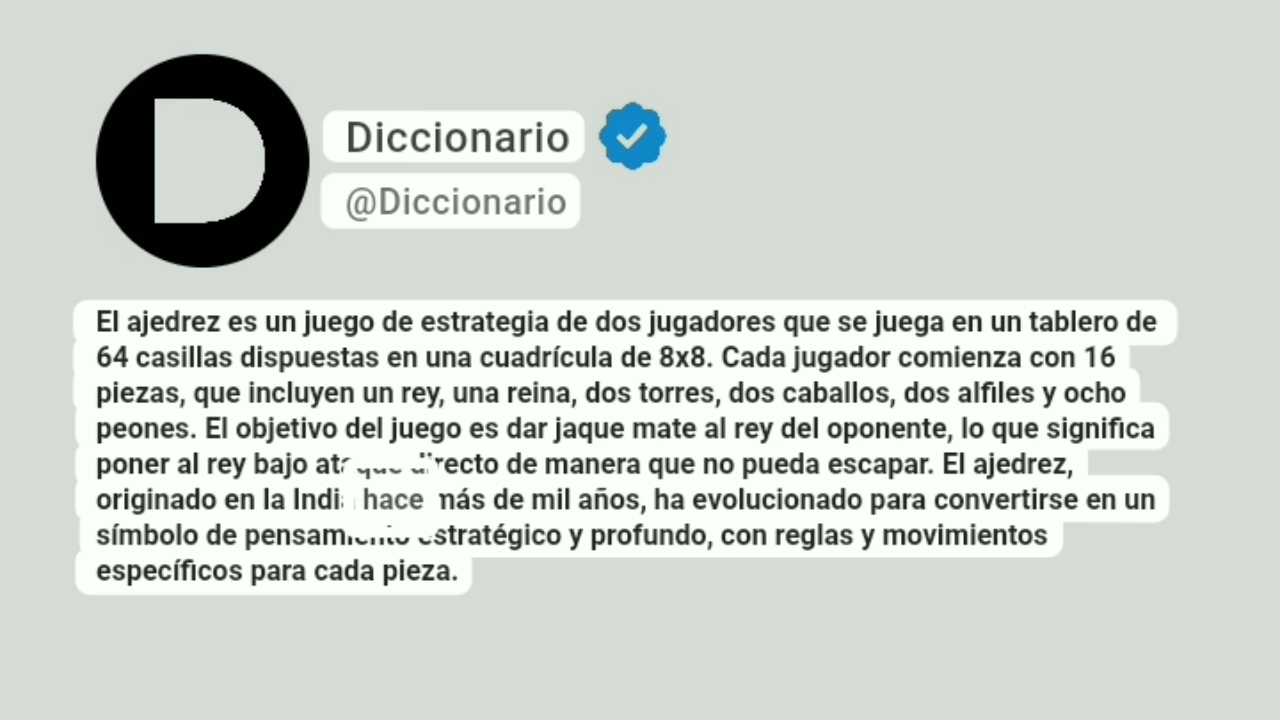 Diccionario
@Diccionario
El ajedrez es un juego de estrategia de dos jugadores que se juega en un tablero de
64 casillas dispuestas en una cuadrícula de 8x8. Cada jugador comienza con 16
piezas, que incluyen un rey, una reina, dos torres, dos caballos, dos alfiles y ocho
peones. El objetivo del juego es dar jaque mate al rey del oponente, lo que significa
poner al rey bajo ataque directo de manera que no pueda escapar. El ajedrez,
originado en la India hace más de mil años, ha evolucionado para convertirse en un
símbolo de pensamiento estratégico y profundo, con reglas y movimientos
específicos para cada pieza.